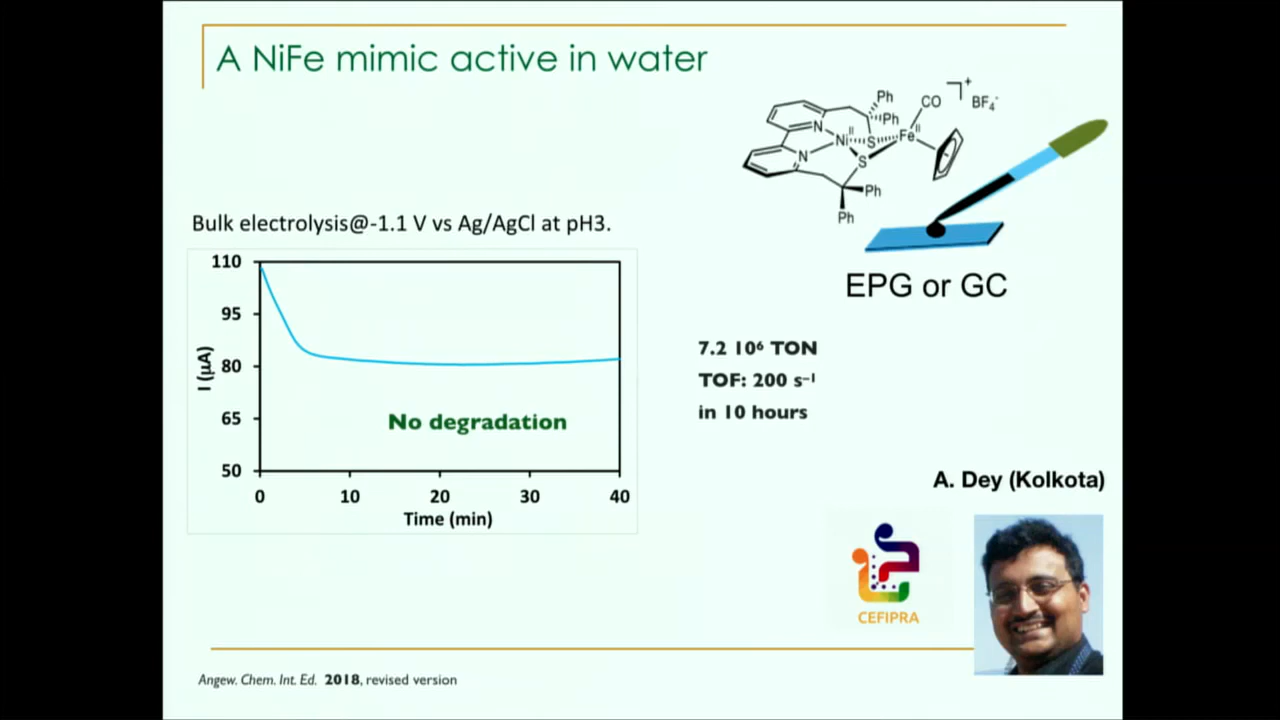 A NiFe mimic active in water
Ph
CO
]⁺
BF₄⁻
Ph
N
Niᴵᴵ
S
Feᴵᴵ
N
S
Ph
Ph
Bulk electrolysis@-1.1 V vs Ag/AgCl at pH3.
EPG or GC
110
95
80
65
50
I (µA)
No degradation
0 10 20 30 40
Time (min)
7.2 10⁶ TON
TOF: 200 s⁻¹
in 10 hours
A. Dey (Kolkota)
CEFIPRA
Angew. Chem. Int. Ed. 2018, revised version